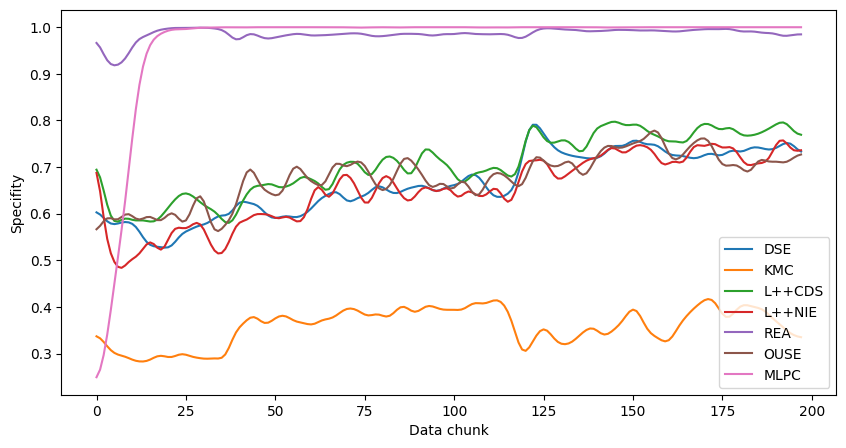 1.0
0.9
0.8
0.7
0.6
0.5
0.4
0.3
Specifity
0
25
50
75
100
125
150
175
200
Data chunk
DSE
KMC
L++CDS
L++NIE
REA
OUSE
MLPC